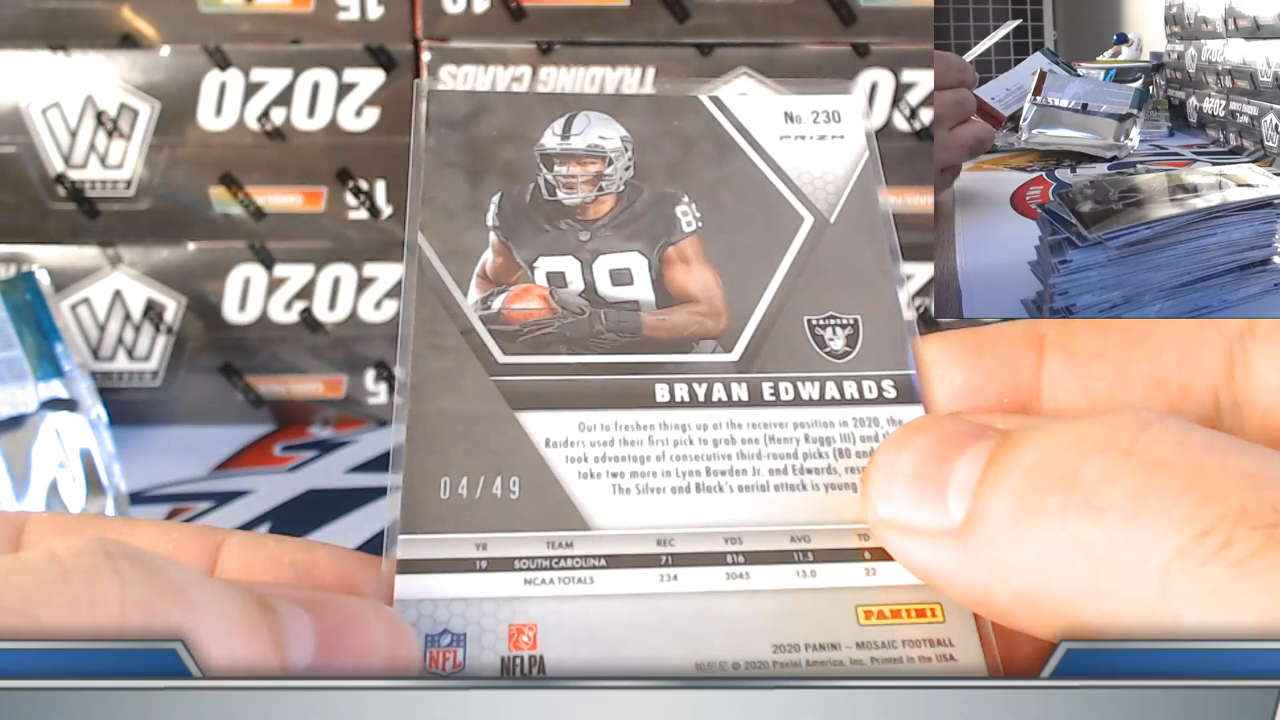 TRADING CARDS
2020
15
2020
No. 230
PRIZM
89
RAIDERS
BRYAN EDWARDS
Out to freshen things up at the receiver position in 2020, the
Raiders used their first pick to grab one (Henry Ruggs III) and
took advantage of consecutive third-round picks (80 and
take two more in Lynn Bowden Jr. and Edwards,
The Silver and Black's aerial attack is young
04/49
YR TEAM REC YDS AVG TD
19 SOUTH CAROLINA 71 816 11.5 6
NCAA TOTALS 234 3045 13.0 22
PANINI
NFL
NFLPA
2020 PANINI – MOSAIC FOOTBALL
© 2020 Panini America, Inc. Printed in the USA.